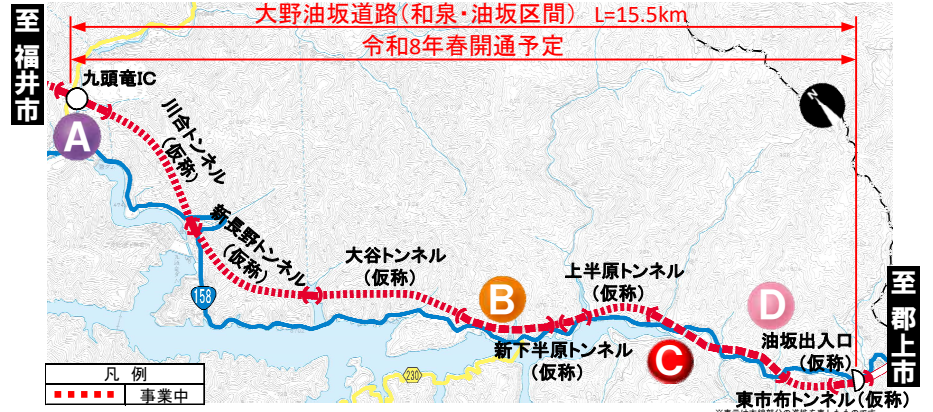 大野油坂道路(和泉・油坂区間) L=15.5km
令和8年春開通予定
至 福井市
九頭竜IC
A
川合トンネル
(仮称)
新長野トンネル
(仮称)
158
大谷トンネル
(仮称)
B
上半原トンネル
(仮称)
新下半原トンネル
(仮称)
230
C
D
油坂出入口
(仮称)
東市布トンネル(仮称)
至 郡上市
N
凡 例
事業中